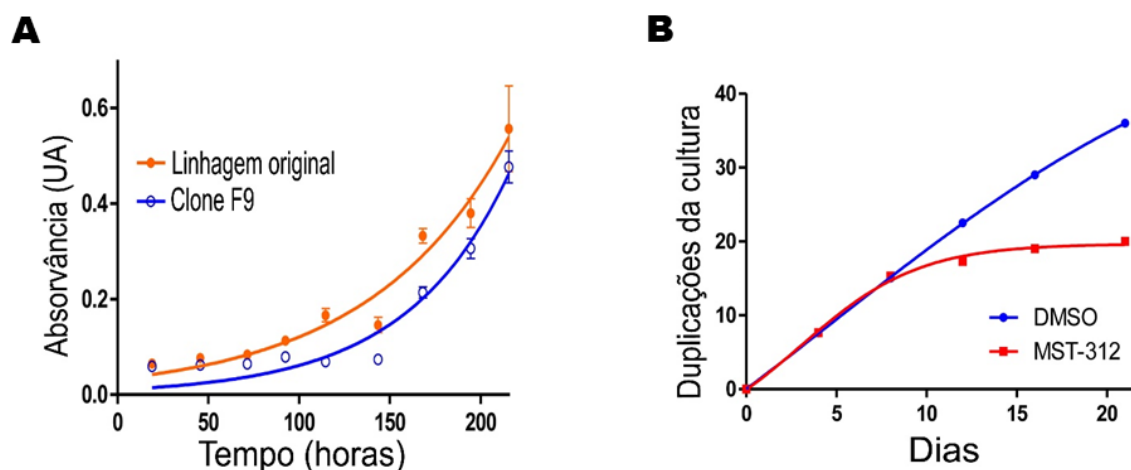 A
Absorvância (UA)
0.6
0.4
0.2
0.0
Linhagem original
Clone F9
0 50 100 150 200
Tempo (horas)
B
Duplicações da cultura
40
30
20
10
0
DMSO
MST-312
0 5 10 15 20
Dias